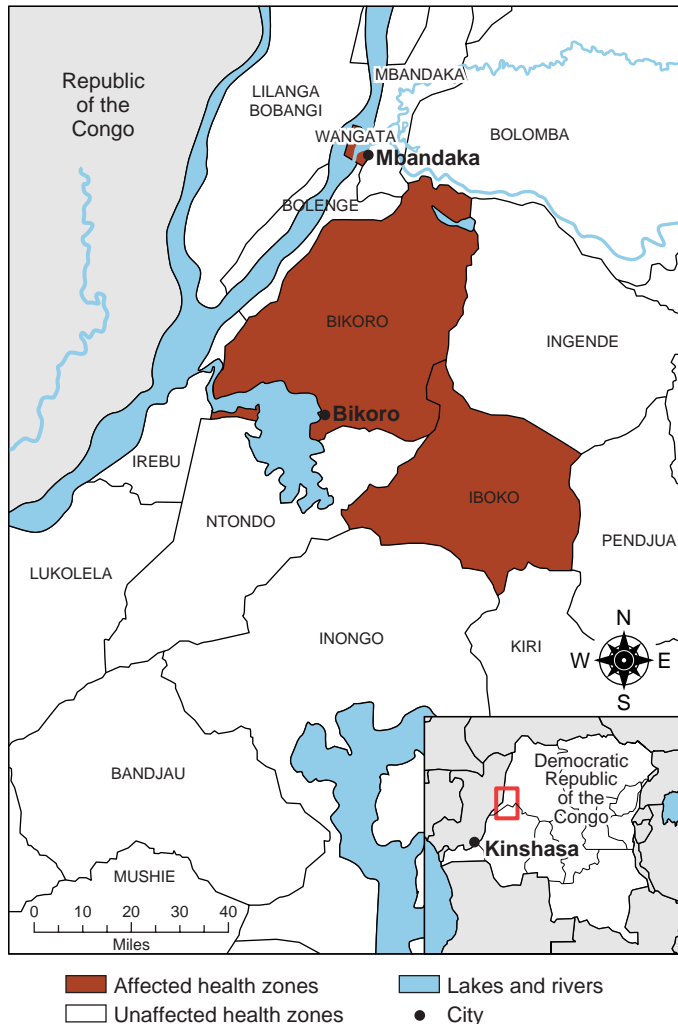 Republic
of the
Congo
LILANGA
BOBANGI
MBANDAKA
WANGATA
BOLOMBA
Mbandaka
BOLENGE
BIKORO
INGENDE
Bikoro
IREBU
IBOKO
NTONDO
PENDJUA
LUKOLELA
INONGO
KIRI
N
W
E
S
BANDJAU
Democratic
Republic
of the
Congo
Kinshasa
MUSHIE
0 10 20 30 40
Miles
Affected health zones
Lakes and rivers
Unaffected health zones
City